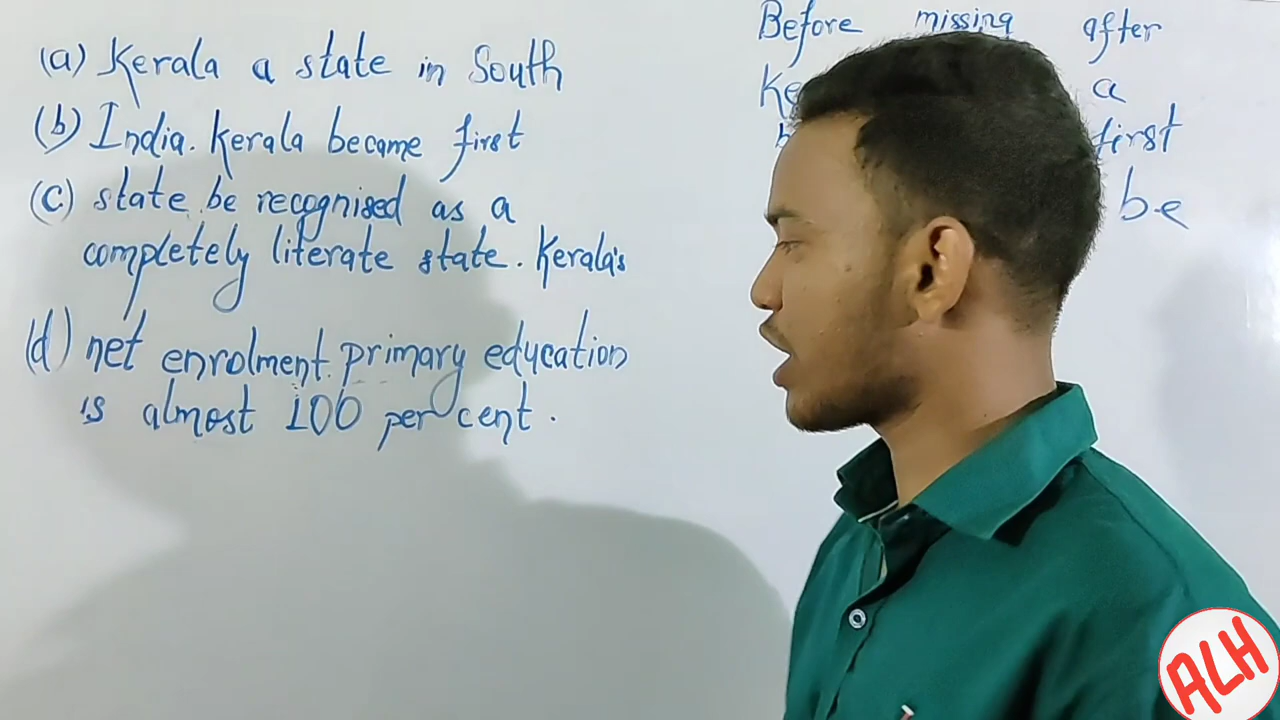 (a) Kerala a state in South
(b) India. Kerala became first
(c) state be recognised as a
completely literate state. Kerala's
(d) net enrolment primary education
is almost 100 per cent.
Before missing after
a
first
be
ALH